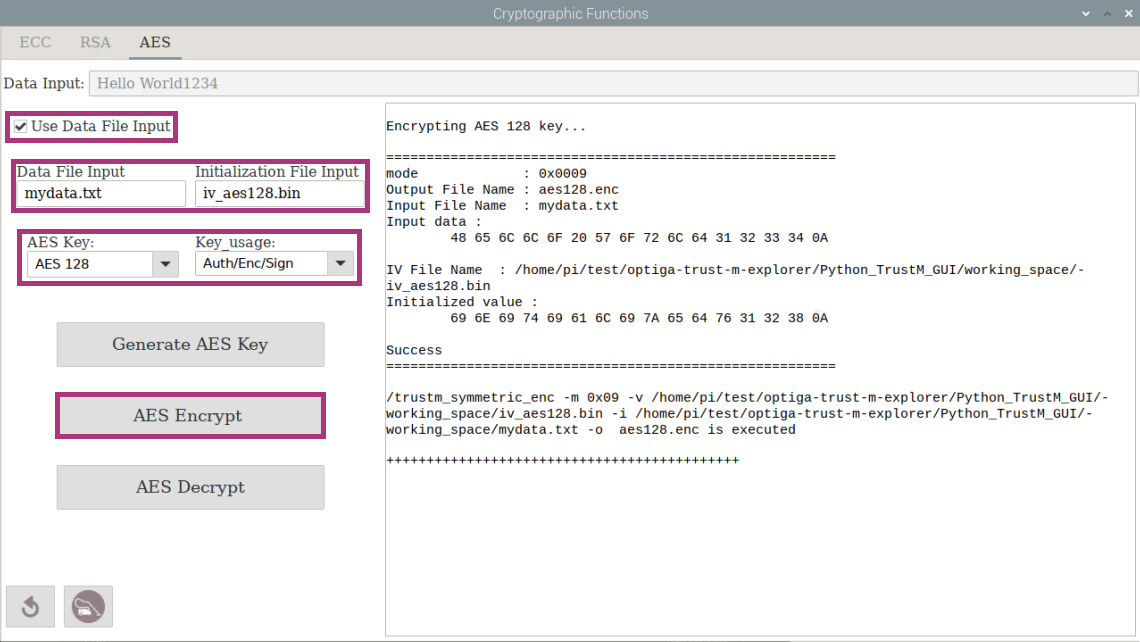 Cryptographic Functions
ECC RSA AES
Data Input: Hello World1234
Use Data File Input
Data File Input Initialization File Input
mydata.txt iv_aes128.bin
AES Key: Key_usage:
AES 128 Auth/Enc/Sign
Generate AES Key
AES Encrypt
AES Decrypt
Encrypting AES 128 key...
========================================================
mode : 0x0009
Output File Name : aes128.enc
Input File Name : mydata.txt
Input data :
48 65 6C 6C 6F 20 57 6F 72 6C 64 31 32 33 34 0A
IV File Name : /home/pi/test/optiga-trust-m-explorer/Python_TrustM_GUI/working_space/-
iv_aes128.bin
Initialized value :
69 6E 69 74 69 61 6C 69 7A 65 64 76 31 32 38 0A
Success
========================================================
/trustm_symmetric_enc -m 0x09 -v /home/pi/test/optiga-trust-m-explorer/Python_TrustM_GUI/-
working_space/iv_aes128.bin -i /home/pi/test/optiga-trust-m-explorer/Python_TrustM_GUI/-
working_space/mydata.txt -o aes128.enc is executed
++++++++++++++++++++++++++++++++++++++++++++